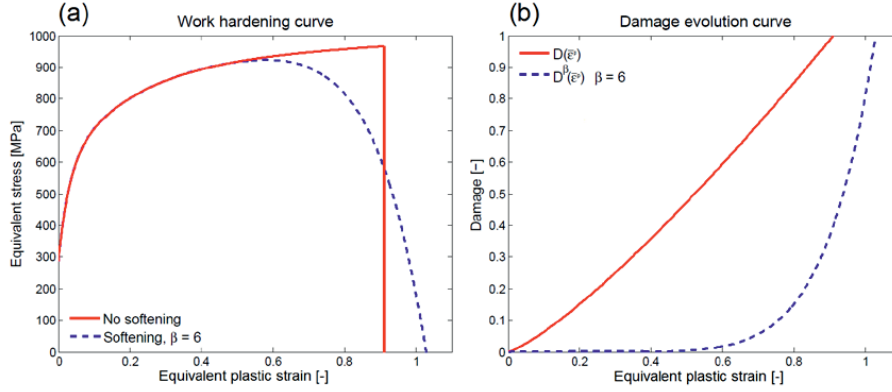 (a)
Work hardening curve
Equivalent stress [MPa]
1000
900
800
700
600
500
400
300
200
100
0
No softening
Softening, β = 6
0
0.2
0.4
0.6
0.8
1
Equivalent plastic strain [-]
(b)
Damage evolution curve
Damage [-]
1
0.9
0.8
0.7
0.6
0.5
0.4
0.3
0.2
0.1
0
D(ε̅ᵖ)
Dᵝ(ε̅ᵖ) β = 6
0
0.2
0.4
0.6
0.8
1
Equivalent plastic strain [-]